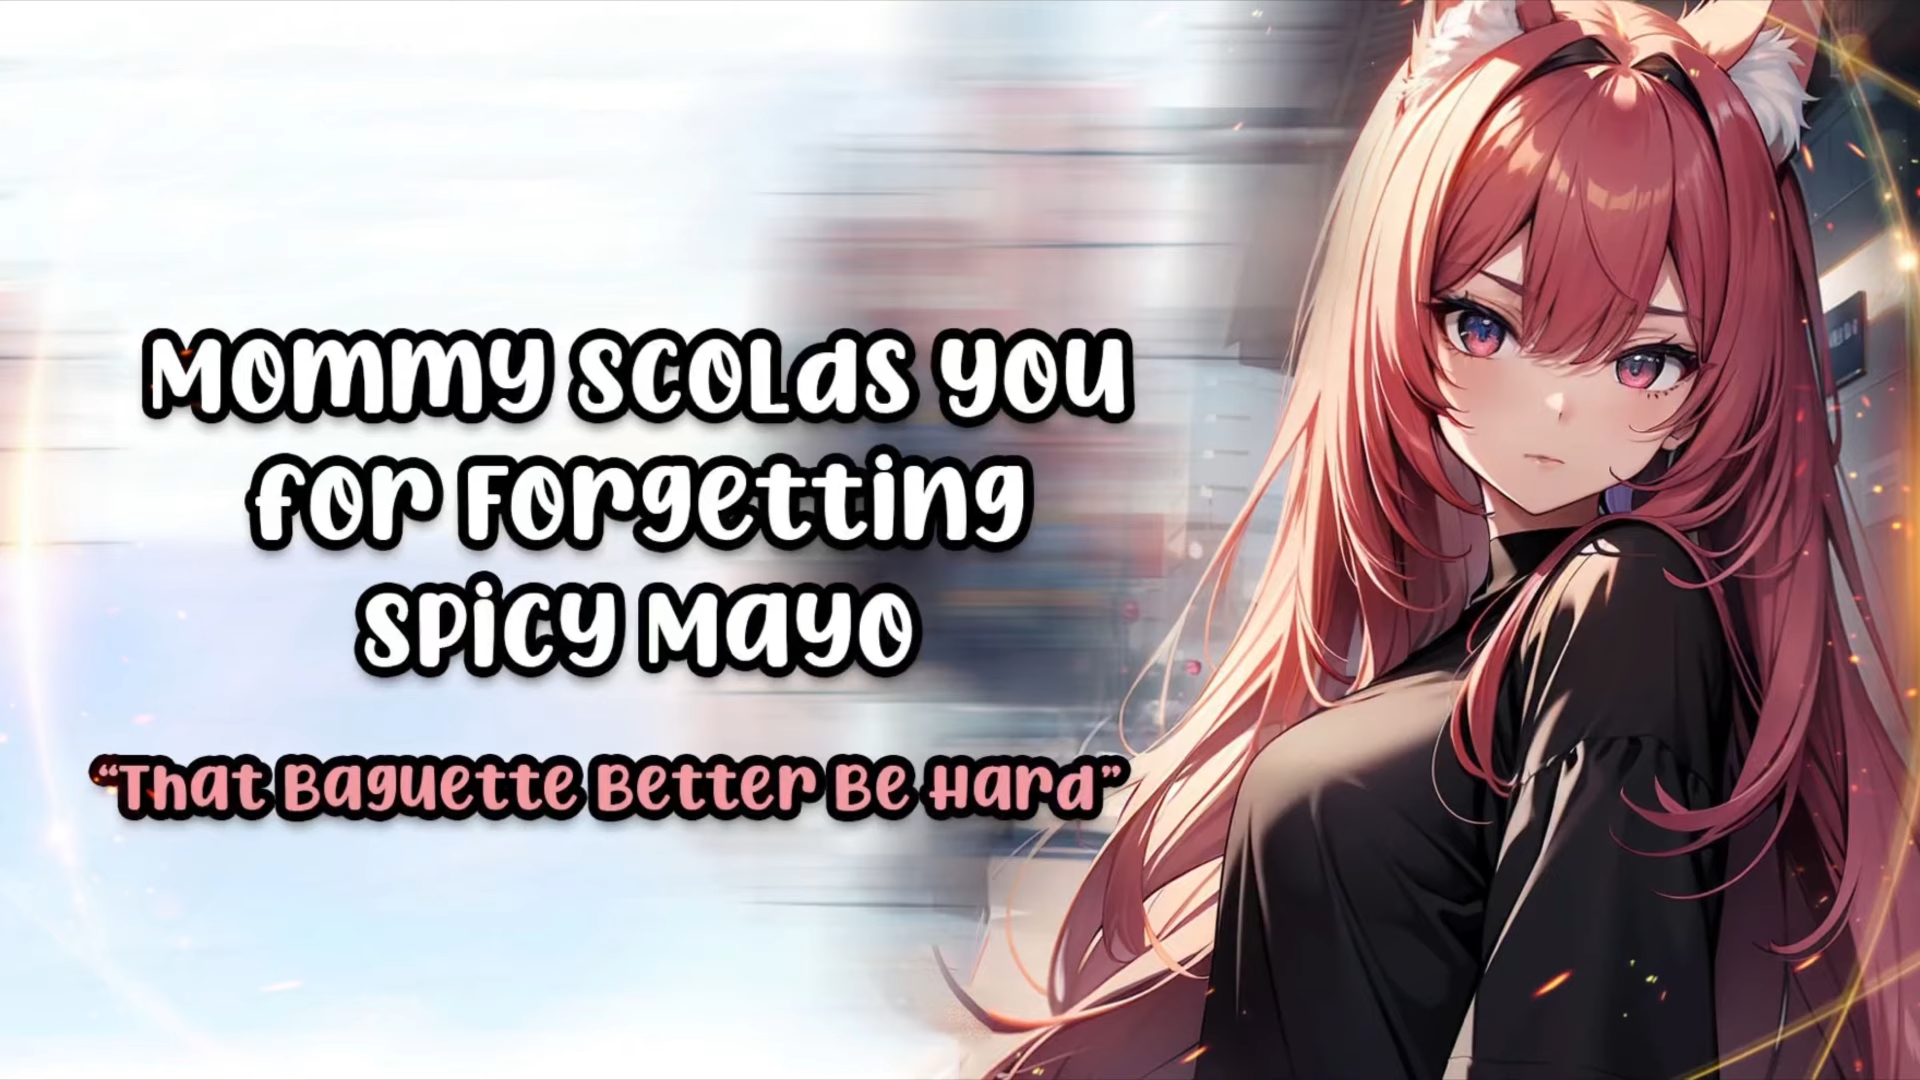 Mommy Scolds you
for Forgetting
Spicy Mayo
"That Baguette Better Be Hard"